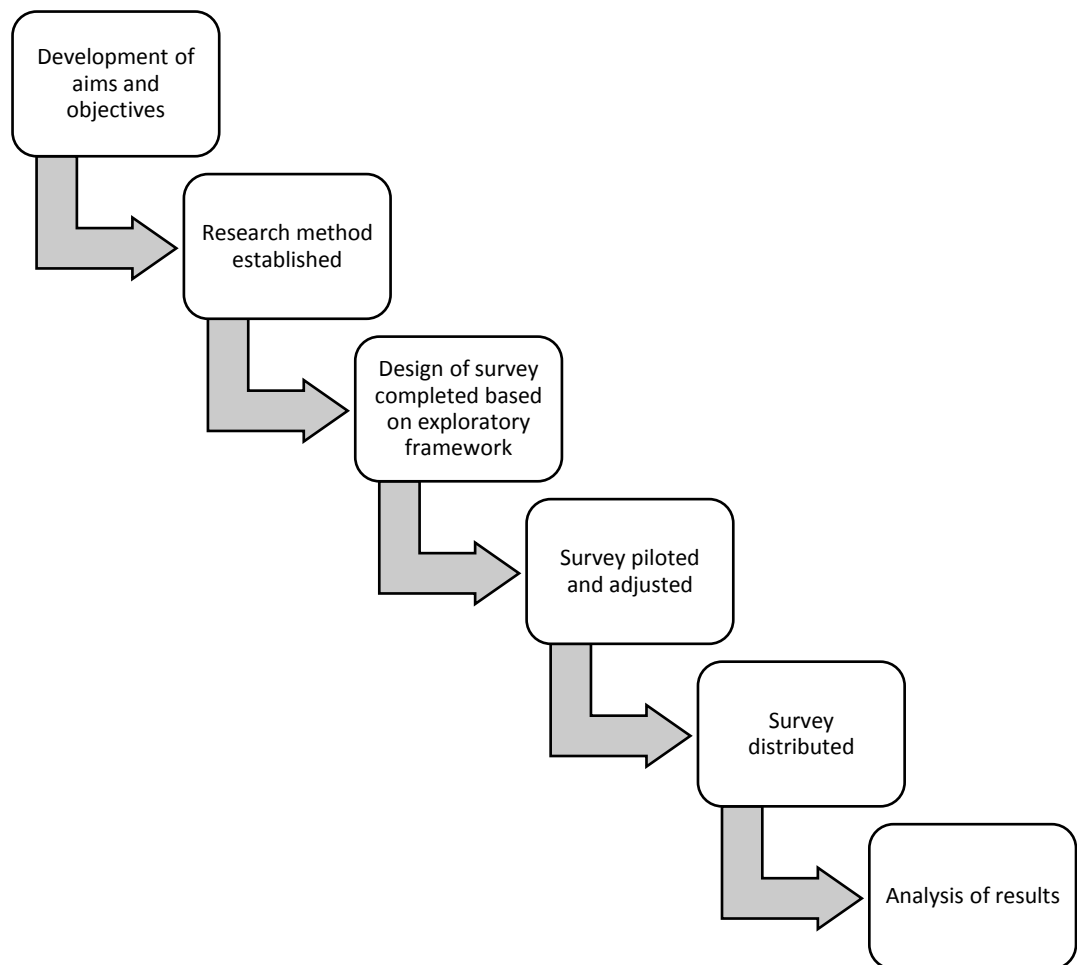 Development of
aims and
objectives
Research method
established
Design of survey
completed based
on exploratory
framework
Survey piloted
and adjusted
Survey
distributed
Analysis of results